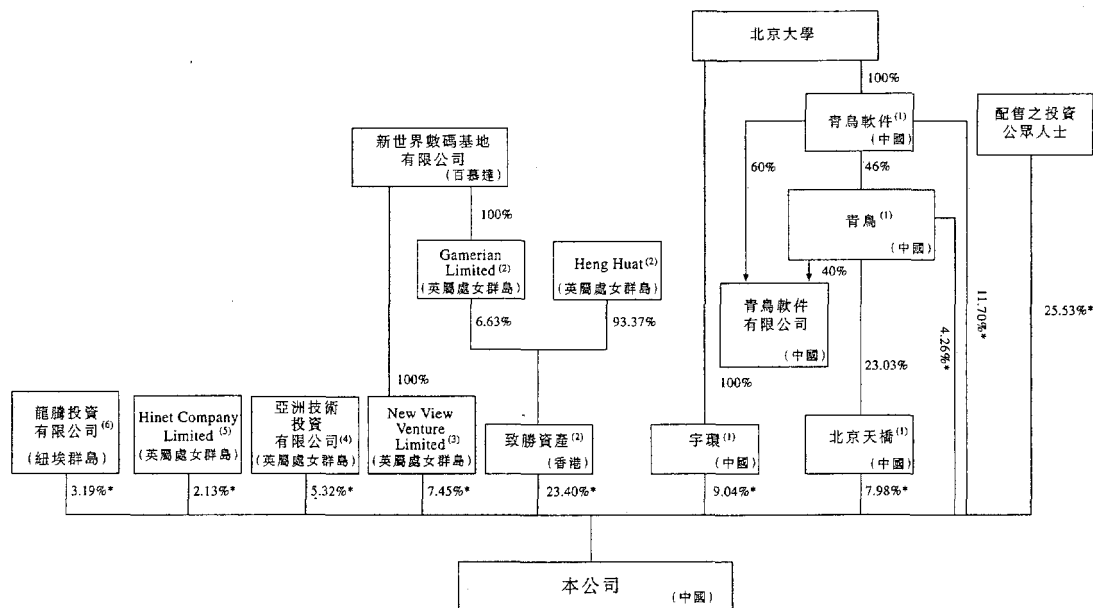 北京大學
100%
青鳥軟件(1)
(中國)
配售之投資
公眾人士
新世界數碼基地
有限公司
(百慕達)
60%
46%
100%
青鳥(1)
(中國)
Gamerian
Limited(2)
(英屬處女群島)
Heng Huat(2)
(英屬處女群島)
40%
青鳥軟件
有限公司
(中國)
11.70%*
25.53%*
6.63%
93.37%
4.26%*
23.03%
100%
100%
龍騰投資
有限公司(6)
(紐埃群島)
Hinet Company
Limited(5)
(英屬處女群島)
亞洲技術
投資
有限公司(4)
(英屬處女群島)
New View
Venture
Limited(3)
(英屬處女群島)
致勝資產(2)
(香港)
宇環(1)
(中國)
北京天橋(1)
(中國)
3.19%*
2.13%*
5.32%*
7.45%*
23.40%*
9.04%*
7.98%*
本公司
(中國)